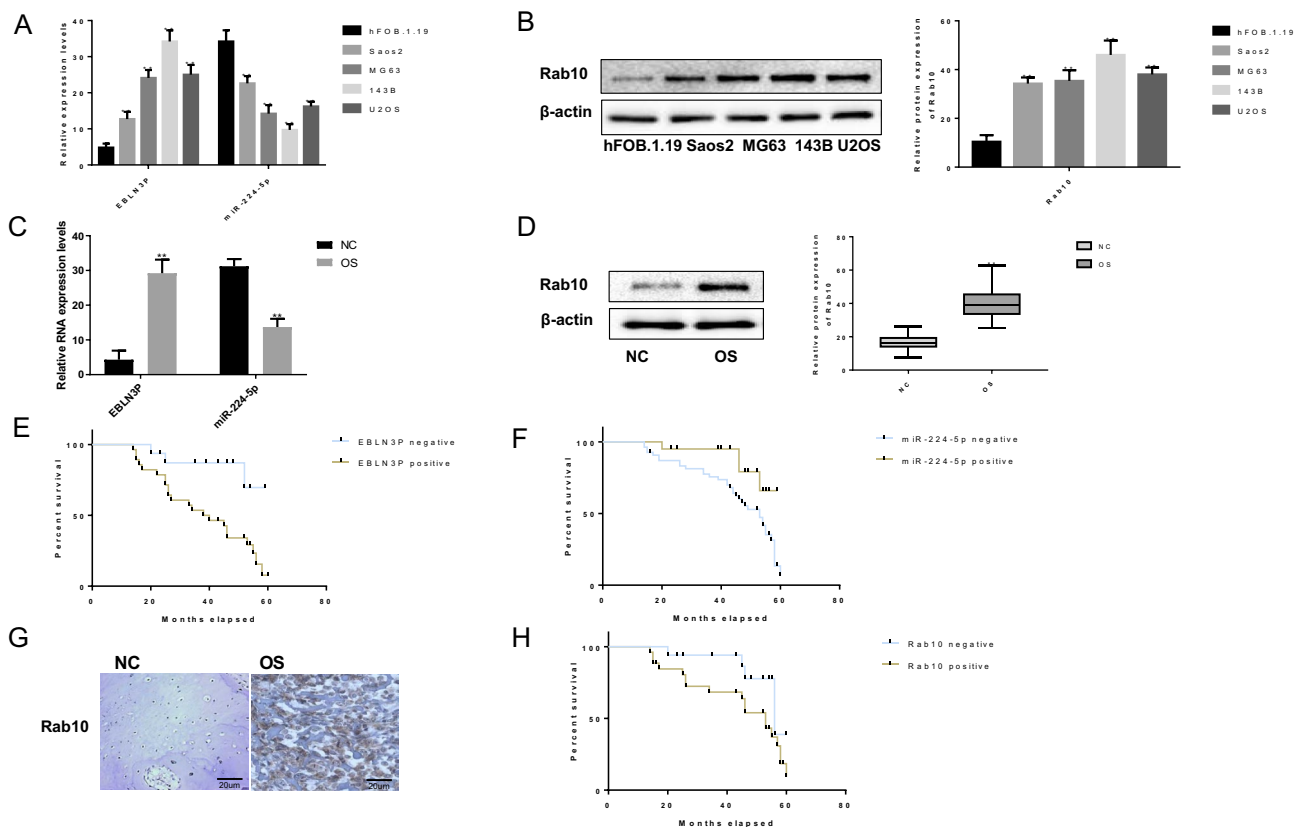 A
Relative expression levels
40
30
20
10
0
EBLN3P
miR-224-5p
hFOB.1.19
Saos2
MG63
143B
U2OS
B
Rab10
β-actin
hFOB.1.19 Saos2 MG63 143B U2OS
Relative protein expression
of Rab10
60
40
20
0
Rab10
hFOB.1.19
Saos2
MG63
143B
U2OS
C
Relative RNA expression levels
40
30
20
10
0
**
**
EBLN3P
miR-224-5p
NC
OS
D
Rab10
β-actin
NC OS
Relative protein expression
of Rab10
80
60
40
20
0
**
NC
OS
NC
OS
E
Percent survival
100
50
0
0 20 40 60 80
Months elapsed
EBLN3P negative
EBLN3P positive
F
Percent survival
100
50
0
0 20 40 60 80
Months elapsed
miR-224-5p negative
miR-224-5p positive
G
NC OS
Rab10
20um
20um
H
Percent survival
100
50
0
0 20 40 60 80
Months elapsed
Rab10 negative
Rab10 positive